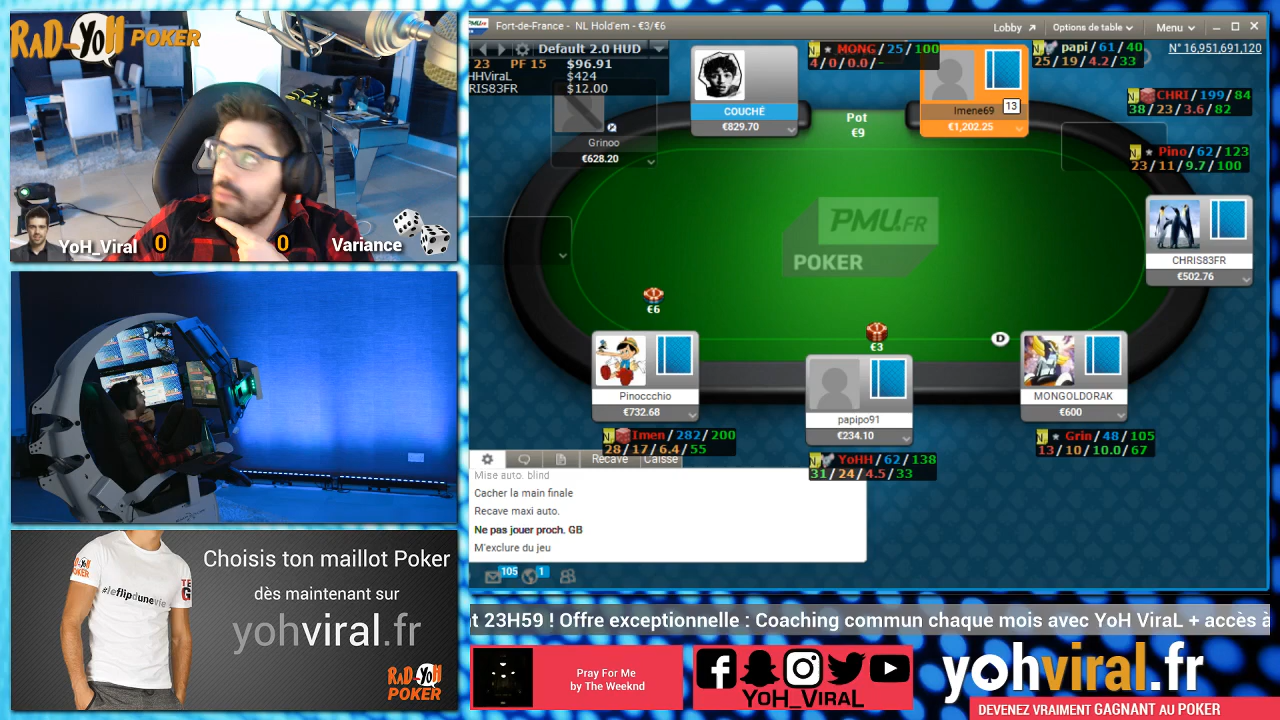 RaD-YoH POKER
YoH_Viral 0 0 Variance
Choisis ton maillot Poker
dès maintenant sur
yohviral.fr
#leflipdunevie
RaD-YoH
POKER
Fort-de-France - NL Hold'em - €3/€6
Lobby
Options de table
Menu
N° 16,951,691,120
Default 2.0 HUD
23 PF 15 $96.91
HHViraL $424
RIS83FR $12.00
Grinoo
€628.20
COUCHÉ
€829.70
MONG/25/100
4/0/0.0/-
Pot
€9
Imene69
13
€1,202.25
papi/61/40
25/19/4.2/33
CHRI/199/84
38/23/3.6/82
Pino/62/123
23/11/9.7/100
CHRIS83FR
€502.76
PMU.FR
POKER
€6
€3
D
Pinoccchio
€732.68
Imen/282/200
28/17/6.4/55
papipo91
€234.10
YoHH/62/138
31/24/4.5/33
MONGOLDORAK
€600
Grin/48/105
13/10/10.0/67
Recave Caisse
Mise auto. blind
Cacher la main finale
Recave maxi auto.
Ne pas jouer proch. GB
M'exclure du jeu
105 1
t 23H59 ! Offre exceptionnelle : Coaching commun chaque mois avec YoH ViraL + accès à
Pray For Me
by The Weeknd
YoH_ViraL
yohviral.fr
DEVENEZ VRAIMENT GAGNANT AU POKER